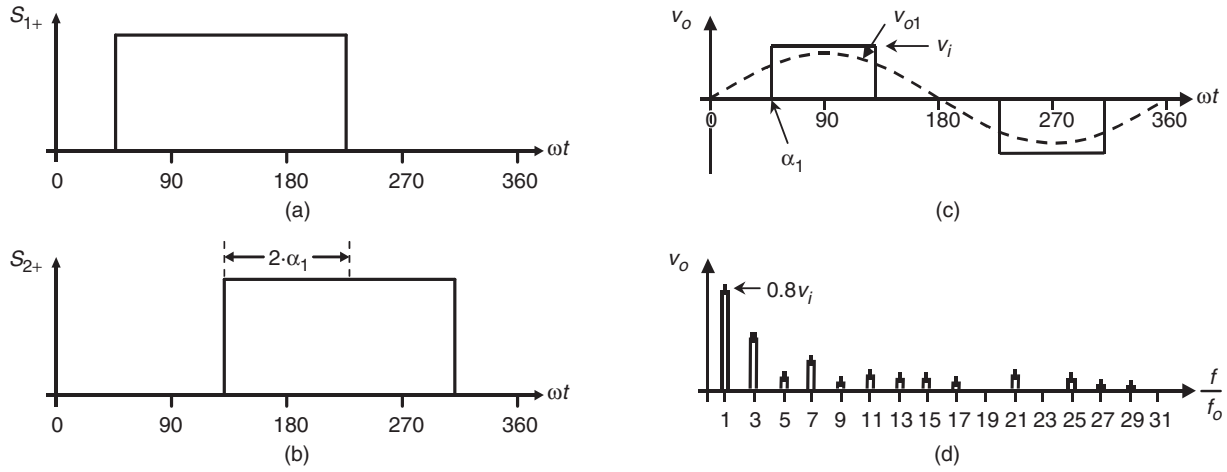 S1+
ωt
0 90 180 270 360
(a)
S2+
2·α1
ωt
0 90 180 270 360
(b)
vo
vo1
vi
ωt
0 90 180 270 360
α1
(c)
vo
0.8vi
f
fo
1 3 5 7 9 11 13 15 17 19 21 23 25 27 29 31
(d)